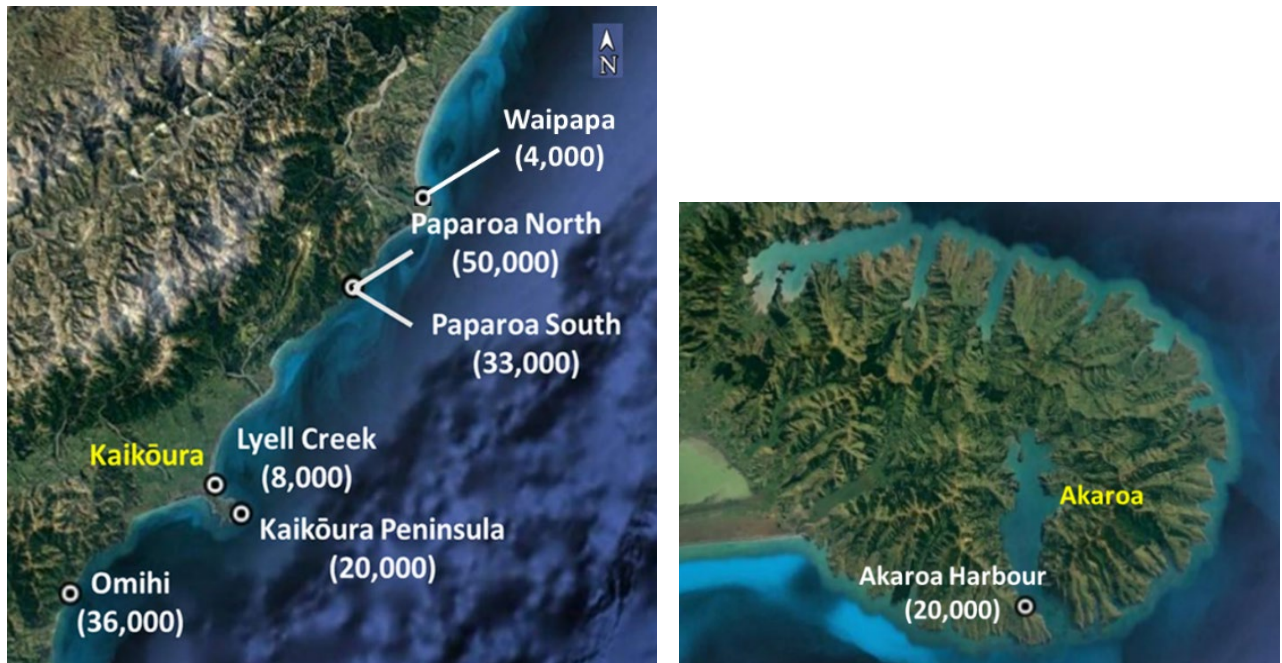 N
Waipapa
(4,000)
Paparoa North
(50,000)
Paparoa South
(33,000)
Lyell Creek
(8,000)
Kaikōura
Kaikōura Peninsula
(20,000)
Omihi
(36,000)
Akaroa
Akaroa Harbour
(20,000)